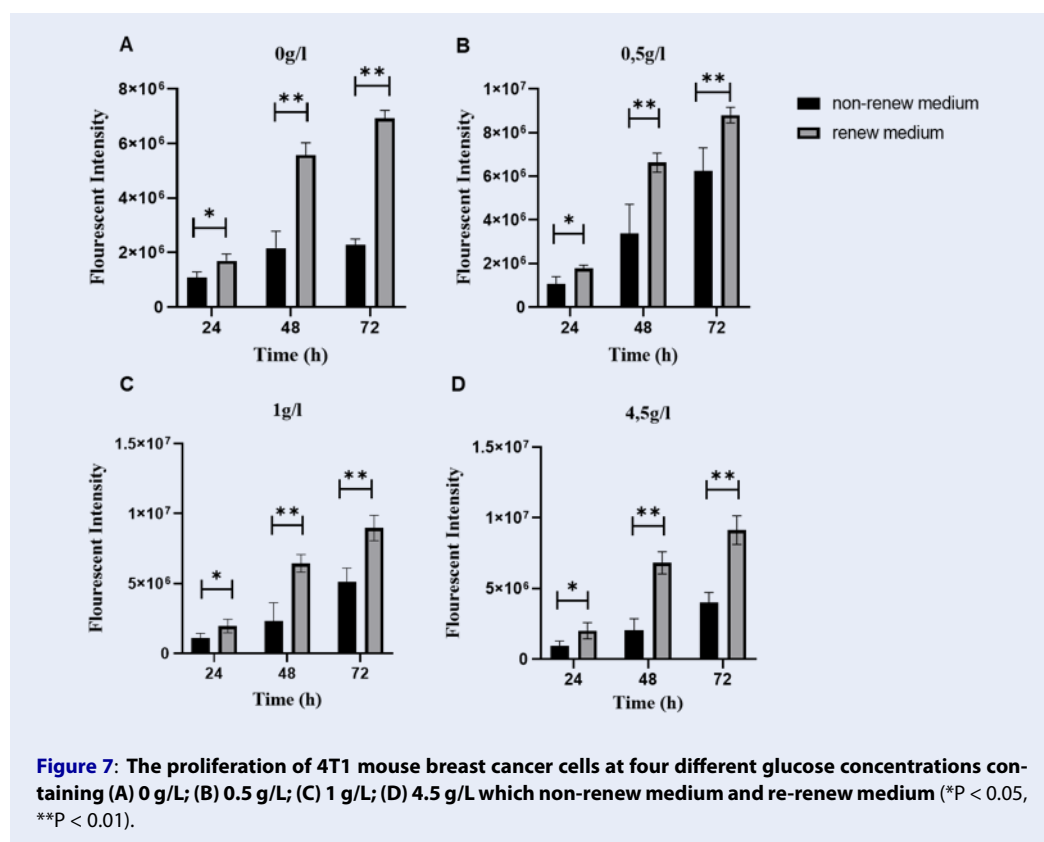 A
0g/l
Flourescent Intensity
8×10⁶
6×10⁶
4×10⁶
2×10⁶
0
*
**
**
24 48 72
Time (h)
B
0,5g/l
Flourescent Intensity
1×10⁷
8×10⁶
6×10⁶
4×10⁶
2×10⁶
0
*
**
**
24 48 72
Time (h)
non-renew medium
renew medium
C
1g/l
Flourescent Intensity
1.5×10⁷
1×10⁷
5×10⁶
0
*
**
**
24 48 72
Time (h)
D
4,5g/l
Flourescent Intensity
1.5×10⁷
1×10⁷
5×10⁶
0
*
**
**
24 48 72
Time (h)
Figure 7: The proliferation of 4T1 mouse breast cancer cells at four different glucose concentrations con-
taining (A) 0 g/L; (B) 0.5 g/L; (C) 1 g/L; (D) 4.5 g/L which non-renew medium and re-renew medium (*P < 0.05,
**P < 0.01).